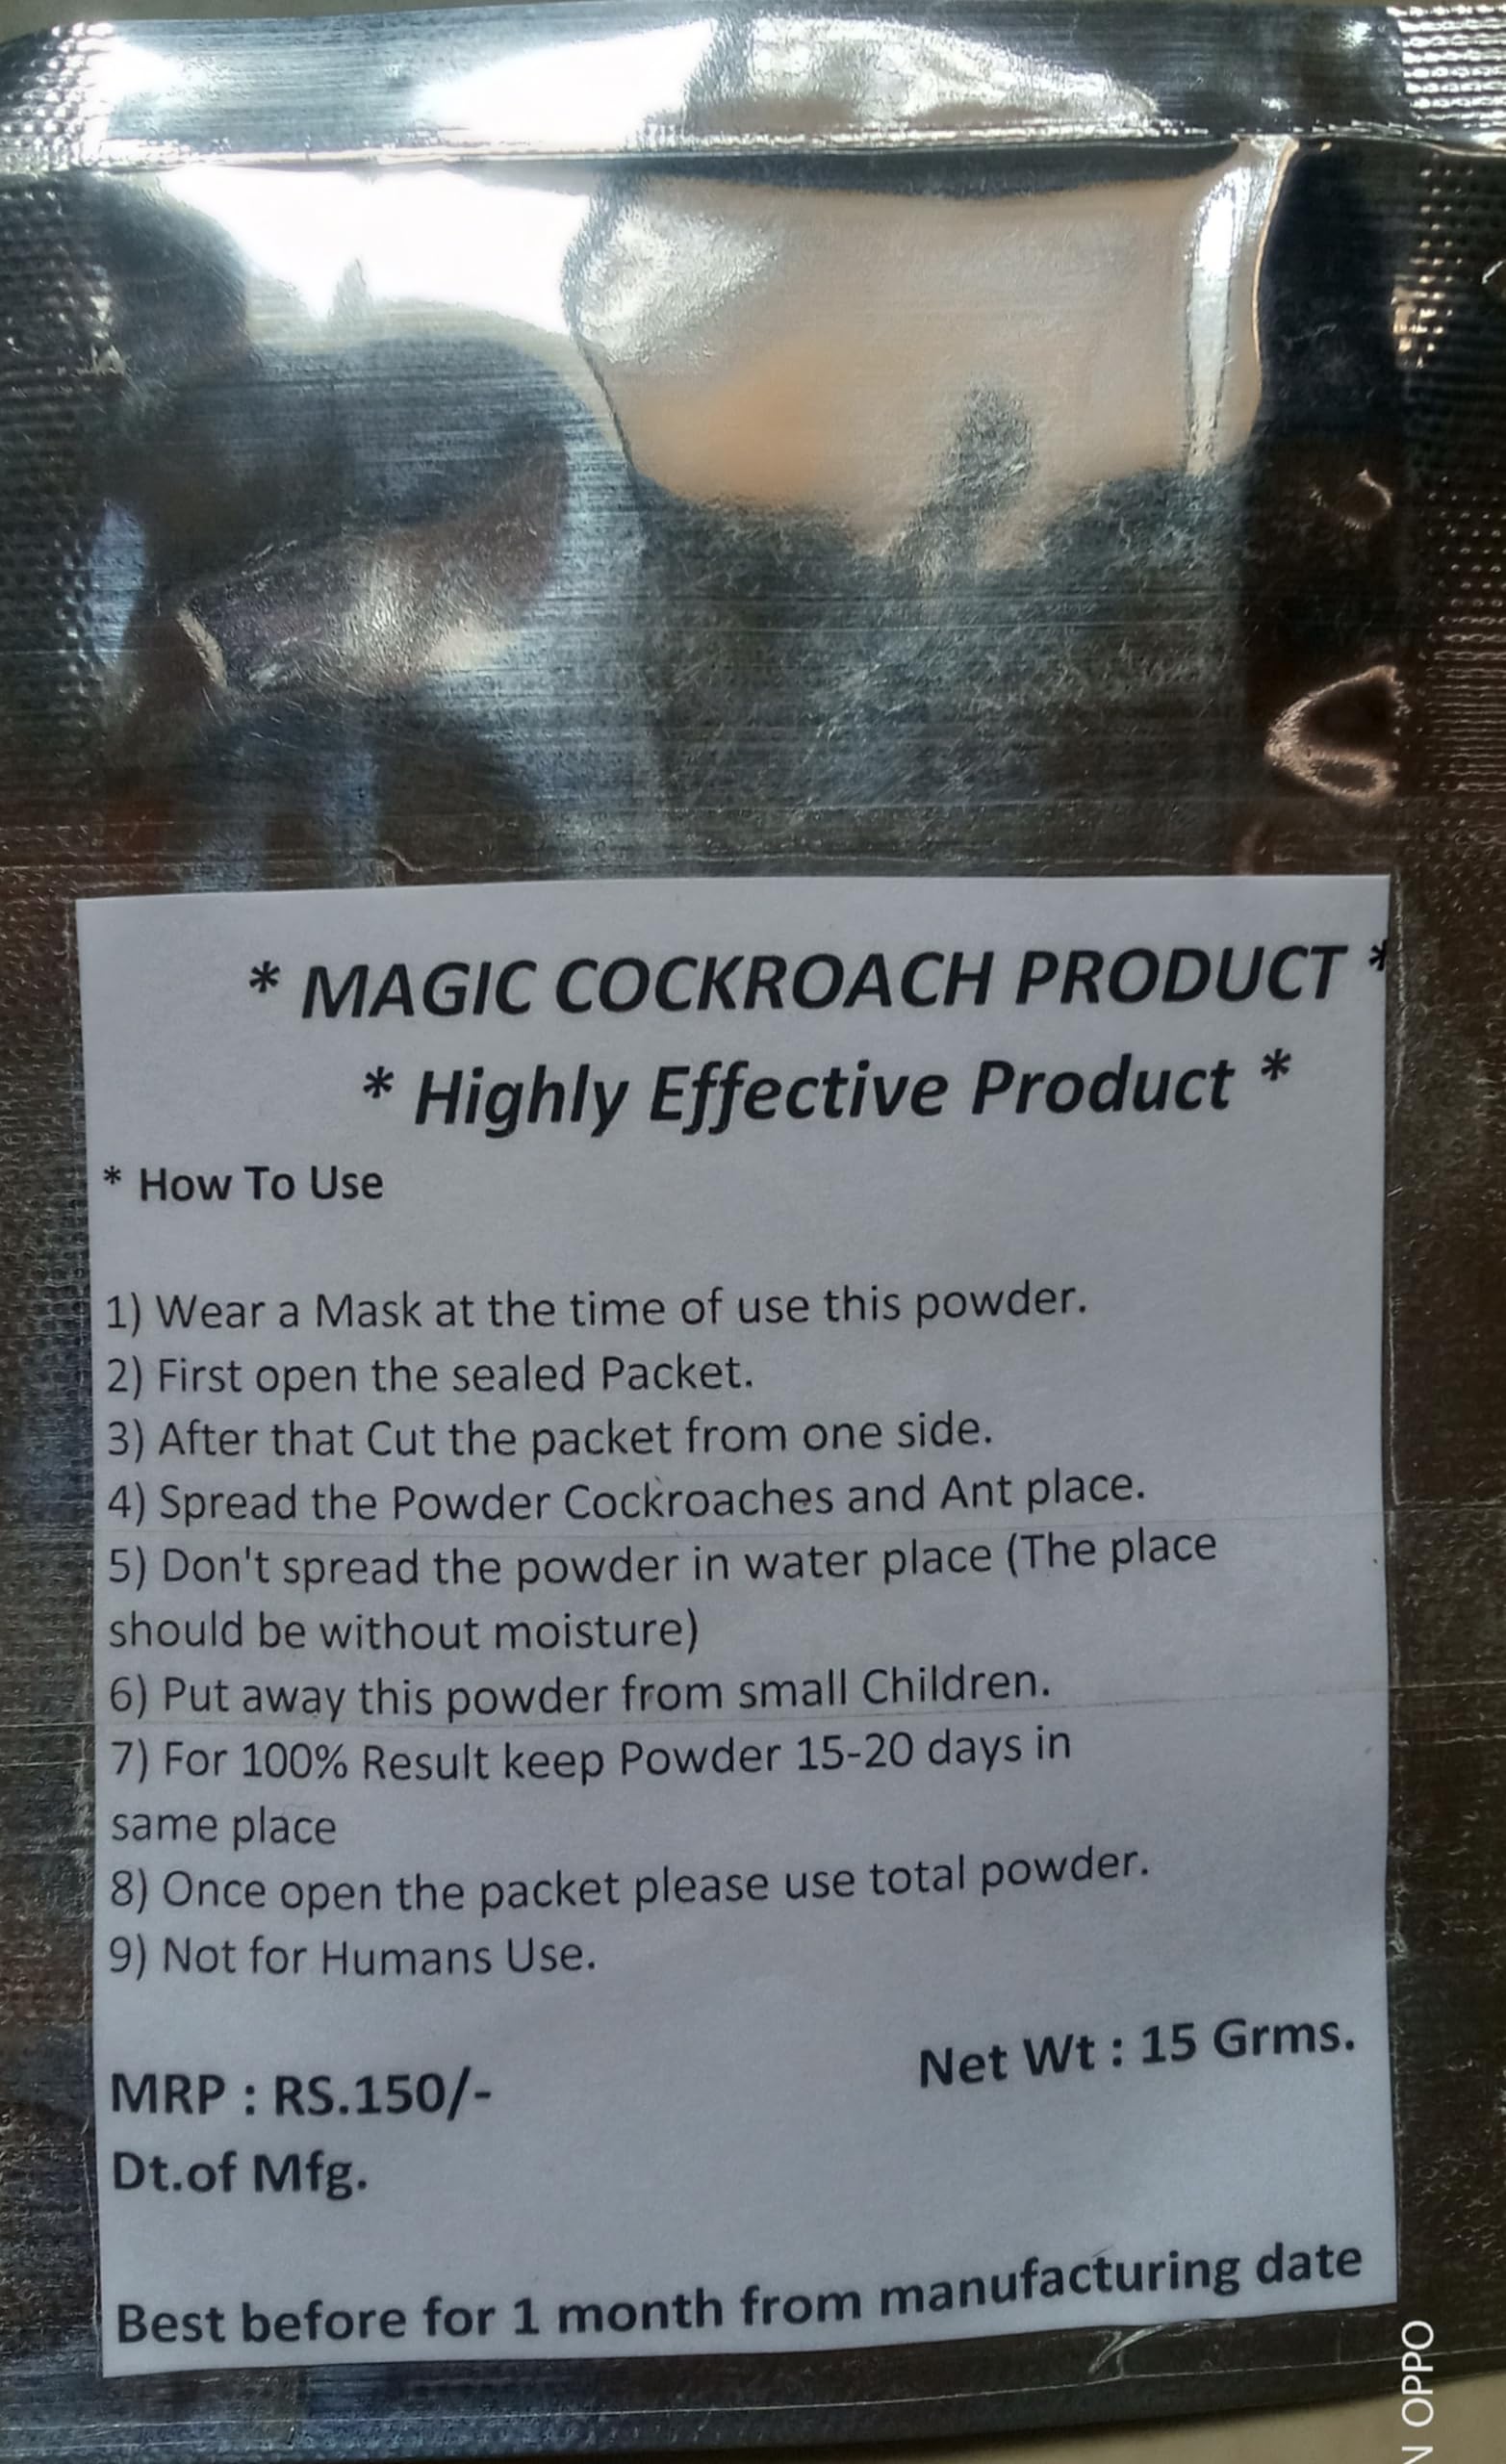 * MAGIC COCKROACH PRODUCT *
* Highly Effective Product *
* How To Use
1) Wear a Mask at the time of use this powder.
2) First open the sealed Packet.
3) After that Cut the packet from one side.
4) Spread the Powder Cockroaches and Ant place.
5) Don't spread the powder in water place (The place
should be without moisture)
6) Put away this powder from small Children.
7) For 100% Result keep Powder 15-20 days in
same place
8) Once open the packet please use total powder.
9) Not for Humans Use.
Net Wt : 15 Grms.
MRP : RS.150/-
Dt.of Mfg.
Best before for 1 month from manufacturing date
OPPO